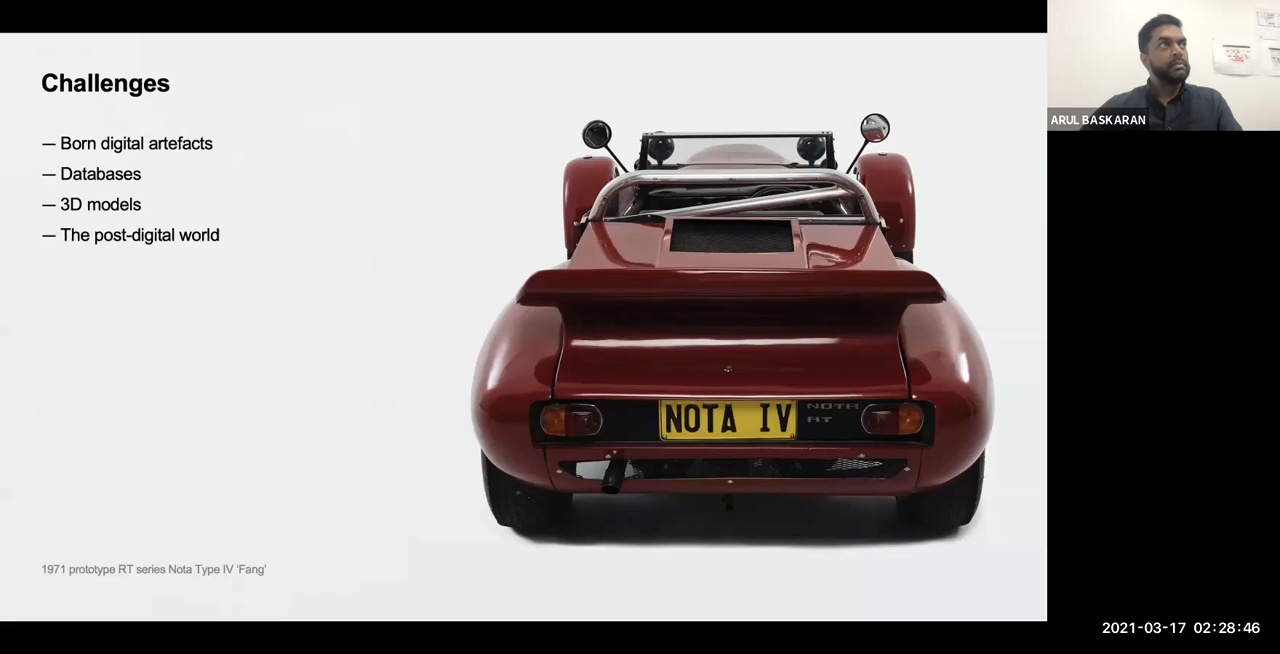 Challenges
— Born digital artefacts
— Databases
— 3D models
— The post-digital world
NOTA IV
NOTA
RT
1971 prototype RT series Nota Type IV ‘Fang’
ARUL BASKARAN
2021-03-17 02:28:46